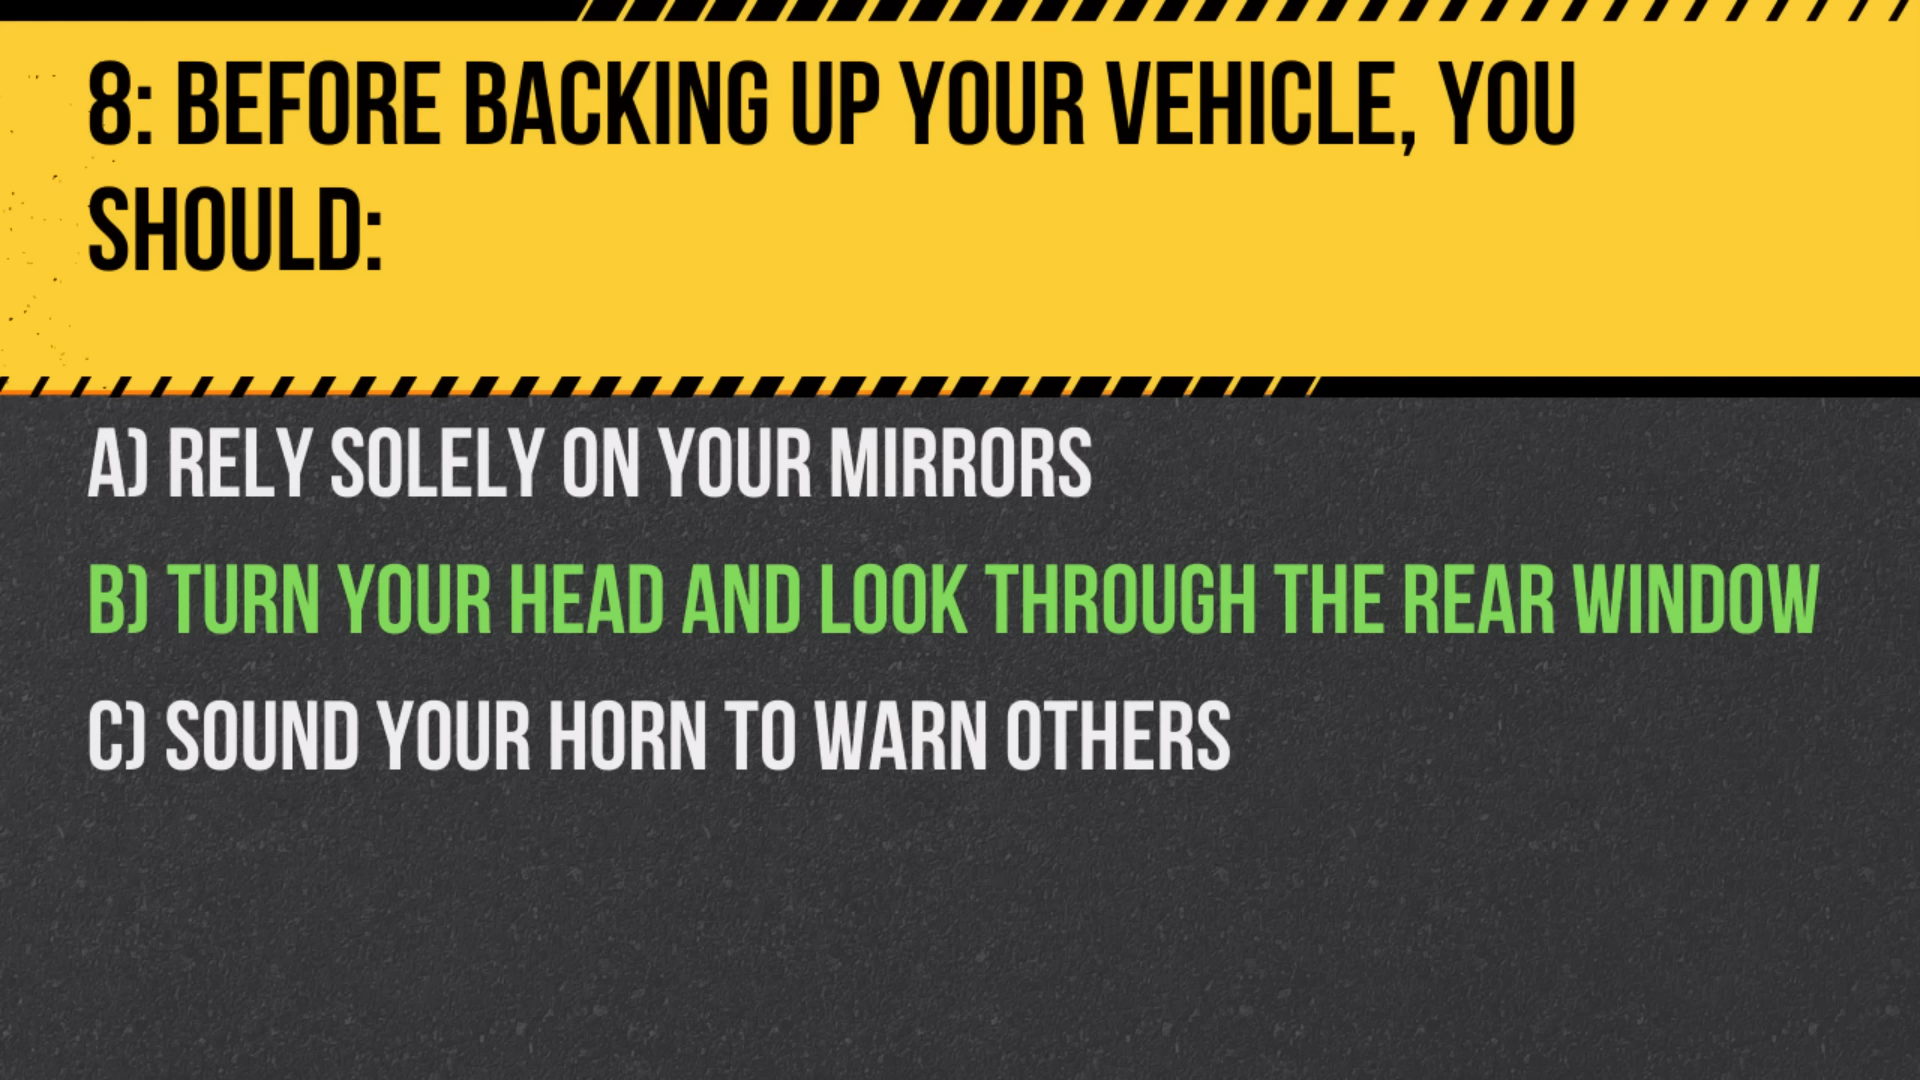 8: BEFORE BACKING UP YOUR VEHICLE, YOU
SHOULD:
A) RELY SOLELY ON YOUR MIRRORS
B) TURN YOUR HEAD AND LOOK THROUGH THE REAR WINDOW
C) SOUND YOUR HORN TO WARN OTHERS